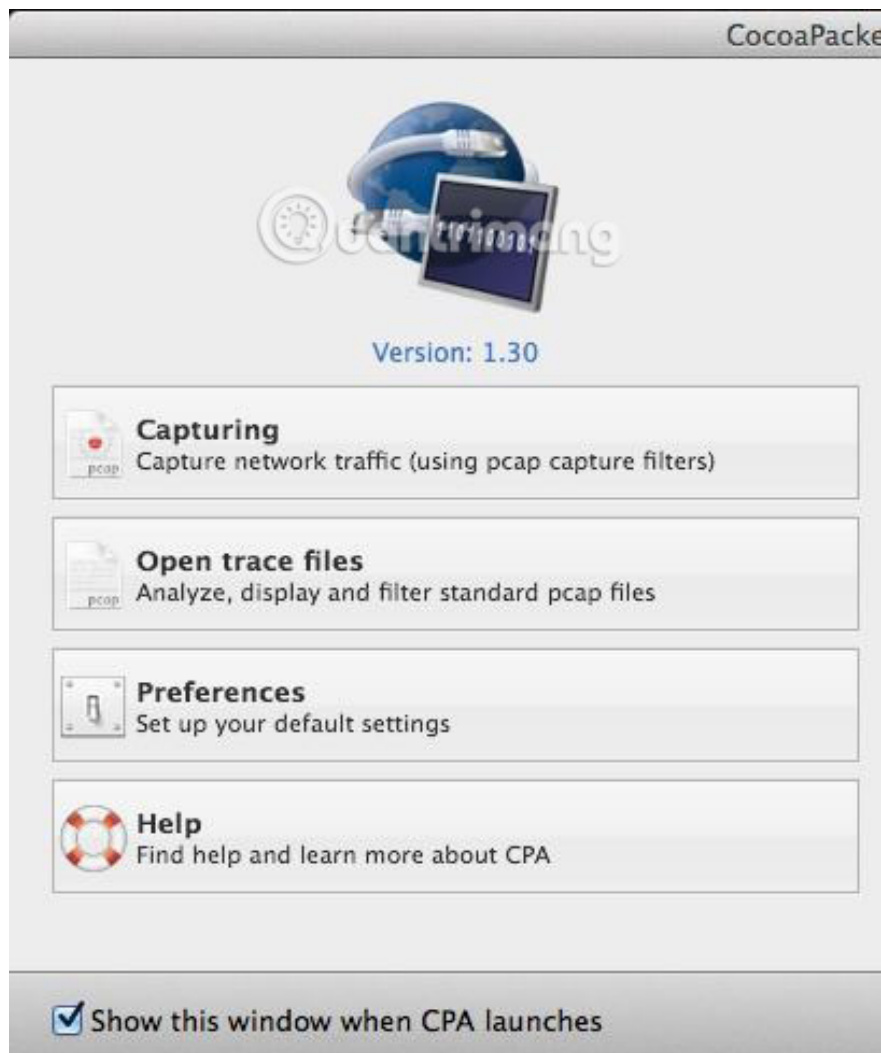 CocoaPacke
Quantrimang
1101100101
Version: 1.30
Capturing
Capture network traffic (using pcap capture filters)
pcap
Open trace files
Analyze, display and filter standard pcap files
pcap
Preferences
Set up your default settings
Help
Find help and learn more about CPA
Show this window when CPA launches